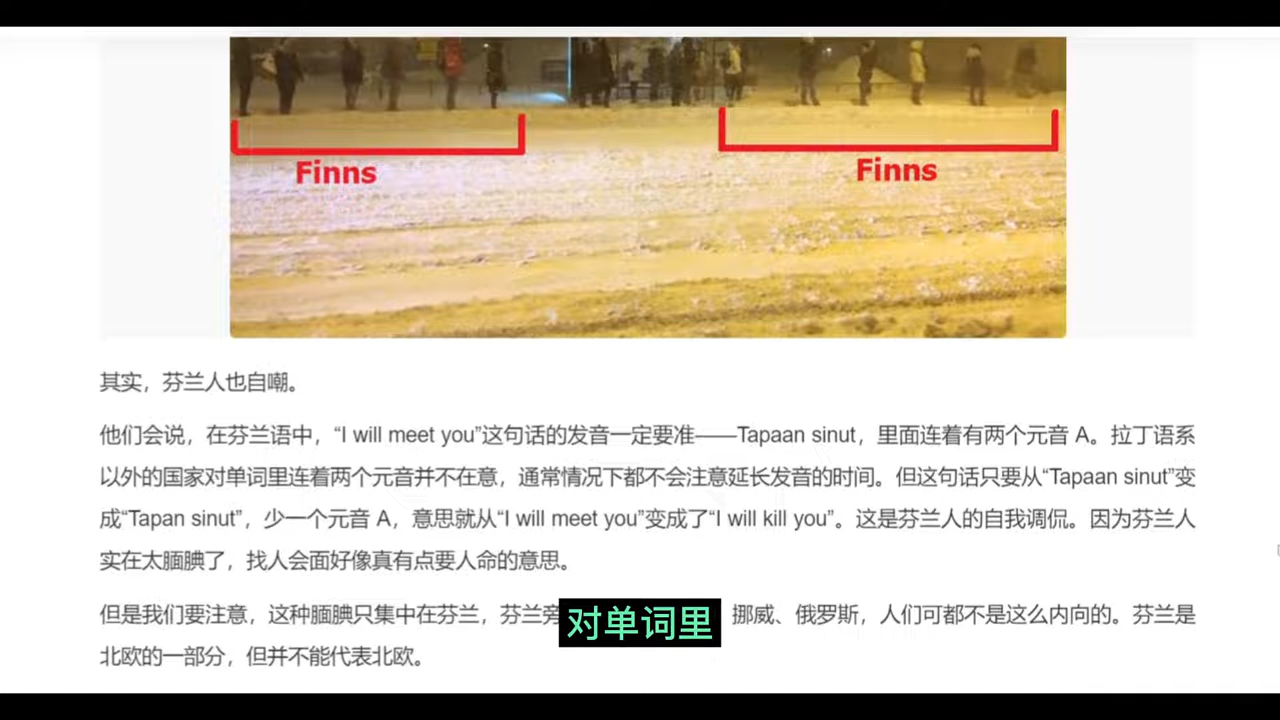 Finns
Finns
其实，芬兰人也自嘲。
他们会说，在芬兰语中，“I will meet you”这句话的发音一定要准——Tapaan sinut，里面连着有两个元音 A。拉丁语系
以外的国家对单词里连着两个元音并不在意，通常情况下都不会注意延长发音的时间。但这句话只要从“Tapaan sinut”变
成“Tapan sinut”，少一个元音 A，意思就从“I will meet you”变成了“I will kill you”。这是芬兰人的自我调侃。因为芬兰人
实在太腼腆了，找人会面好像真有点要人命的意思。
但是我们要注意，这种腼腆只集中在芬兰，芬兰旁 挪威、俄罗斯，人们可都不是这么内向的。芬兰是
对单词里
北欧的一部分，但并不能代表北欧。